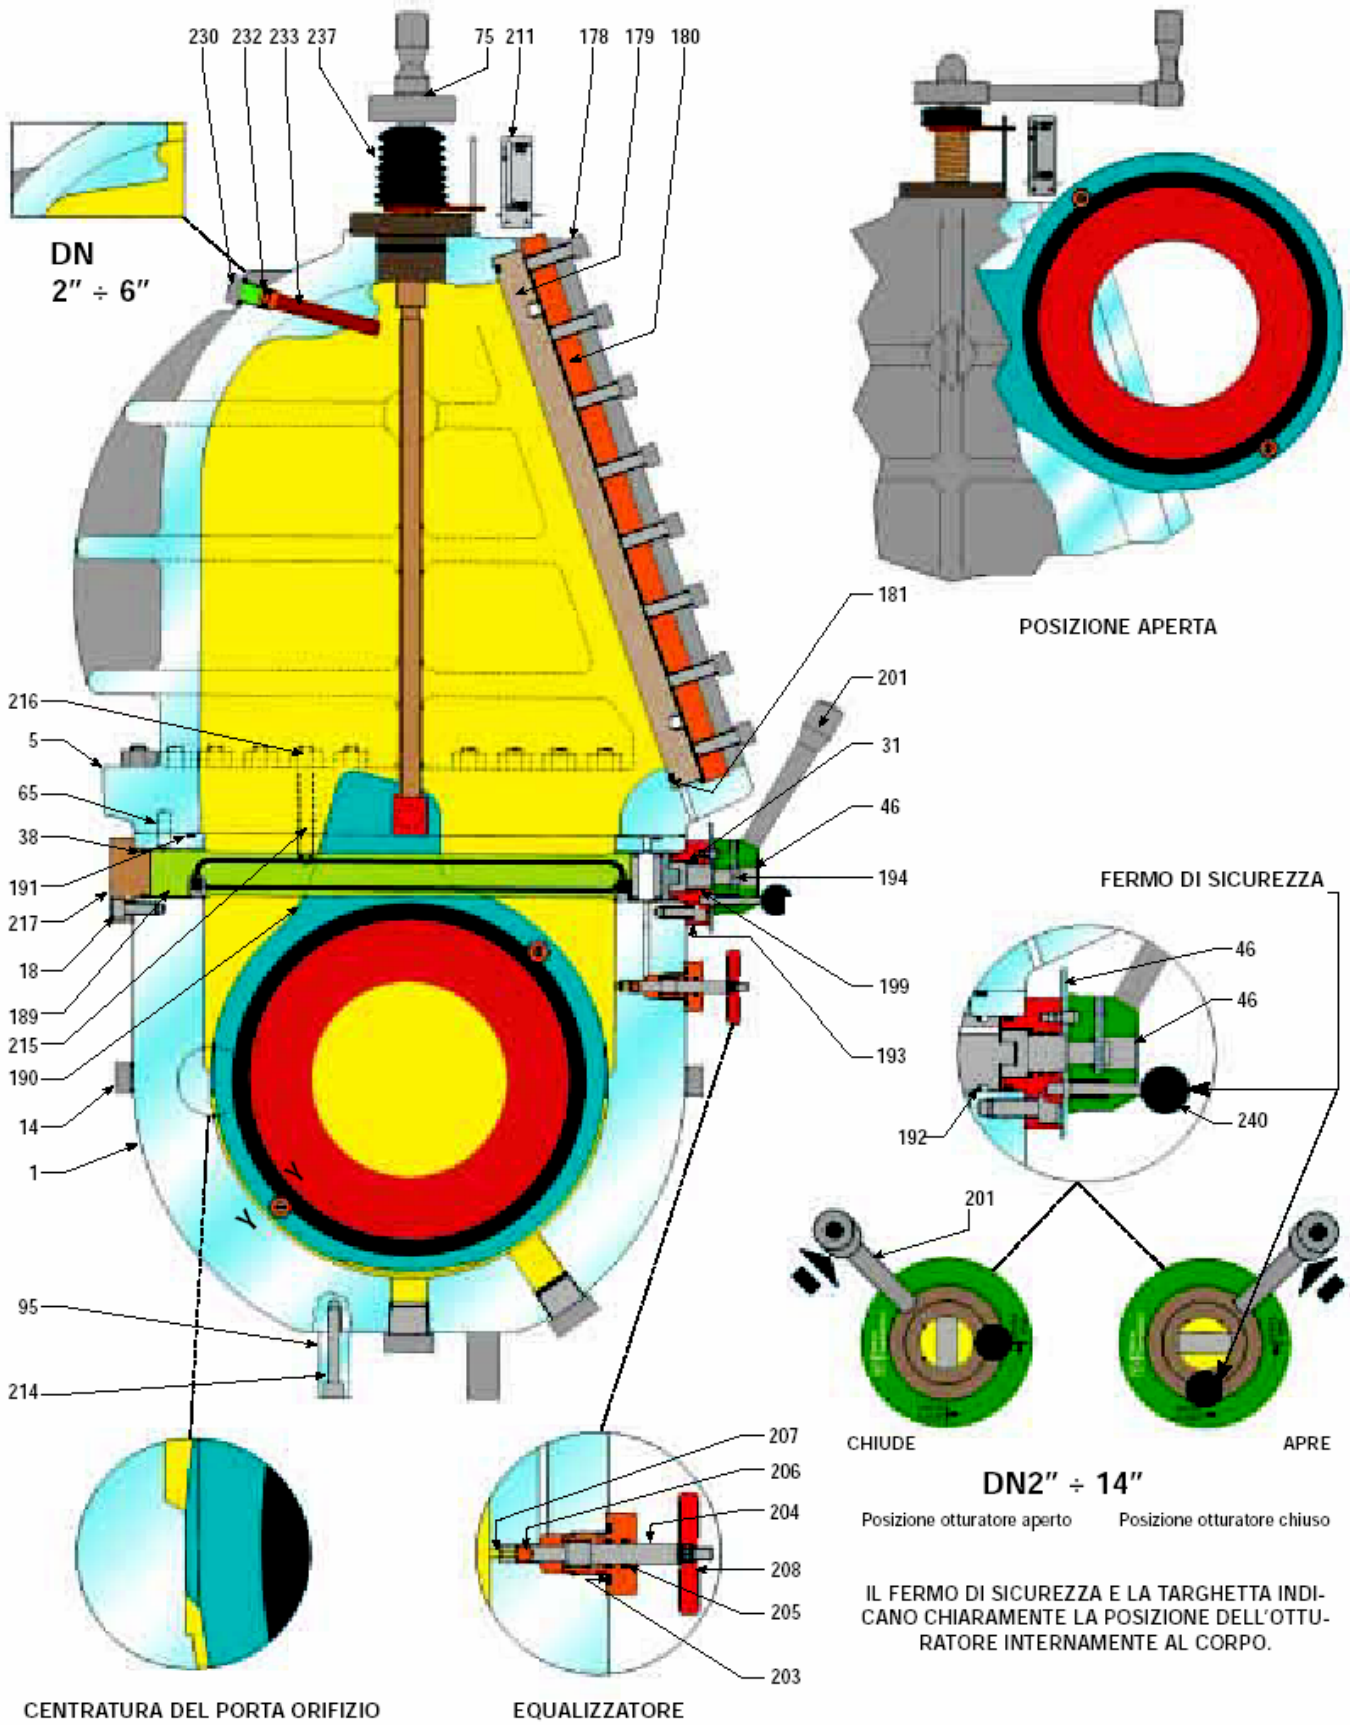 230 232 233 237 75 211 178 179 180
DN
2” ÷ 6”
POSIZIONE APERTA
181
201
31
46
194
199
193
216
5
65
38
191
217
18
189
215
190
14
1
95
214
Y Y
FERMO DI SICUREZZA
46
46
240
192
201
CHIUDE APRE
DN2” ÷ 14”
Posizione otturatore aperto Posizione otturatore chiuso
IL FERMO DI SICUREZZA E LA TARGHETTA INDI-
CANO CHIARAMENTE LA POSIZIONE DELL’OTTU-
RATORE INTERNAMENTE AL CORPO.
207
206
204
208
205
203
CENTRATURA DEL PORTA ORIFIZIO EQUALIZZATORE